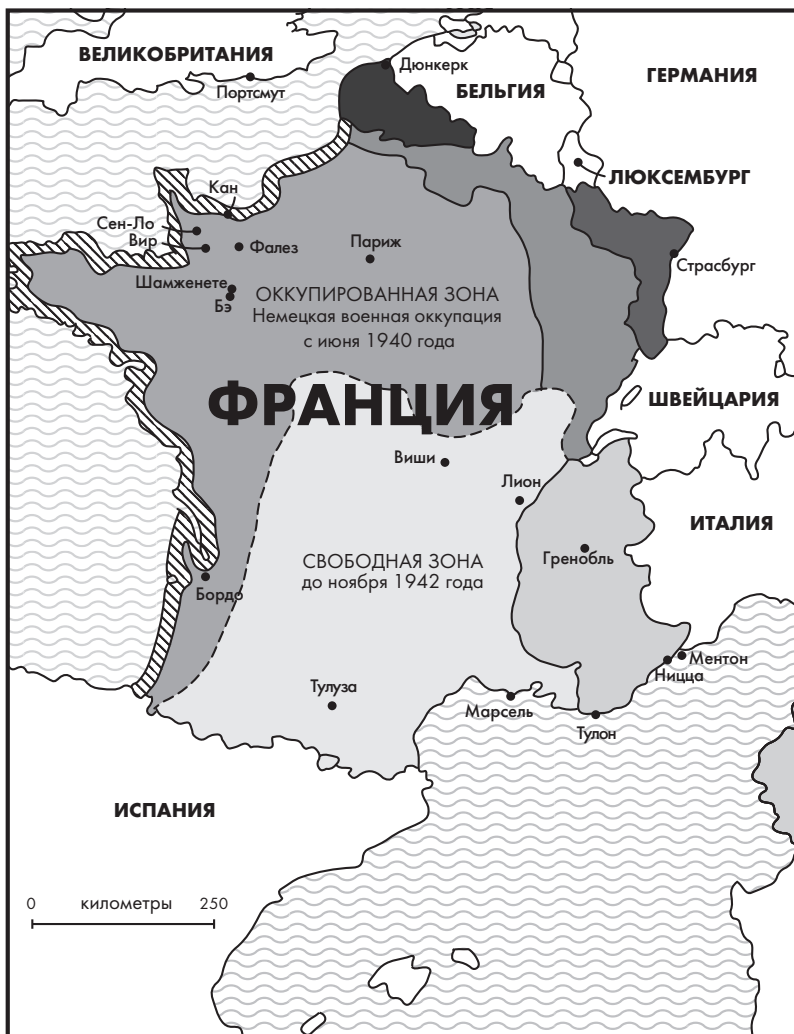 ВЕЛИКОБРИТАНИЯ
Дюнкерк
ГЕРМАНИЯ
Портсмут
БЕЛЬГИЯ
ЛЮКСЕМБУРГ
Кан
Сен-Ло
Вир
Фалез
Париж
Страсбург
Шамженете
Бэ
ОККУПИРОВАННАЯ ЗОНА
Немецкая военная оккупация
с июня 1940 года
ФРАНЦИЯ
ШВЕЙЦАРИЯ
Виши
Лион
ИТАЛИЯ
СВОБОДНАЯ ЗОНА
до ноября 1942 года
Гренобль
Бордо
Ментон
Ницца
Тулуза
Марсель
Тулон
ИСПАНИЯ
0 километры 250